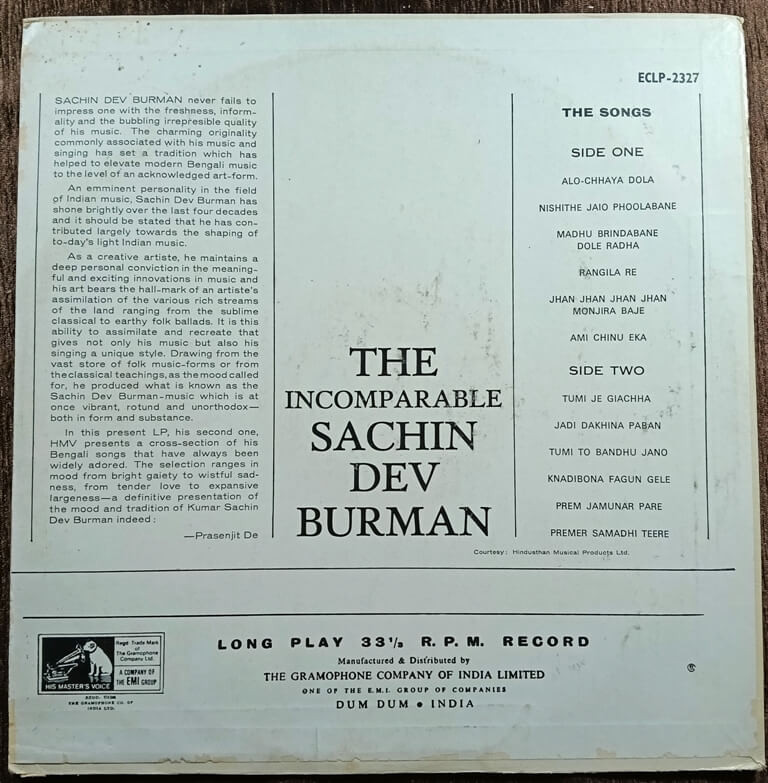 ECLP-2327
SACHIN DEV BURMAN never fails to
impress one with the freshness, inform-
ality and the bubbling irrepresible quality
of his music. The charming originality
commonly associated with his music and
singing has set a tradition which has
helped to elevate modern Bengali music
to the level of an acknowledged art-form.
An emminent personality in the field
of Indian music, Sachin Dev Burman has
shone brightly over the last four decades
and it should be stated that he has con-
tributed largely towards the shaping of
to-day's light Indian music.
As a creative artiste, he maintains a
deep personal conviction in the meaning-
ful and exciting innovations in music and
his art bears the hall-mark of an artiste's
assimilation of the various rich streams
of the land ranging from the sublime
classical to earthy folk ballads. It is this
ability to assimilate and recreate that
gives not only his music but also his
singing a unique style. Drawing from the
vast store of folk music-forms or from
the classical teachings, as the mood called
for, he produced what is known as the
Sachin Dev Burman-music which is at
once vibrant, rotund and unorthodox—
both in form and substance.
In this present LP, his second one,
HMV presents a cross-section of his
Bengali songs that have always been
widely adored. The selection ranges in
mood from bright gaiety to wistful sad-
ness, from tender love to expansive
largeness—a definitive presentation of
the mood and tradition of Kumar Sachin
Dev Burman indeed:
—Prasenjit De
THE
INCOMPARABLE
SACHIN
DEV
BURMAN
THE SONGS
SIDE ONE
ALO-CHHAYA DOLA
NISHITHE JAIO PHOOLABANE
MADHU BRINDABANE
DOLE RADHA
RANGILA RE
JHAN JHAN JHAN JHAN
MONJIRA BAJE
AMI CHINU EKA
SIDE TWO
TUMI JE GIACHHA
JADI DAKHINA PABAN
TUMI TO BANDHU JANO
KNADIBONA FAGUN GELE
PREM JAMUNAR PARE
PREMER SAMADHI TEERE
Courtesy: Hindusthan Musical Products Ltd.
HIS MASTER'S VOICE
Regd. Trade Mark
of The Gramophone
Company Ltd.
A COMPANY OF
THE EMI GROUP
THE GRAMOPHONE CO. OF
INDIA LTD.
LONG PLAY 33 1/3 R.P.M. RECORD
Manufactured & Distributed by
THE GRAMOPHONE COMPANY OF INDIA LIMITED
ONE OF THE E.M.I. GROUP OF COMPANIES
DUM DUM • INDIA